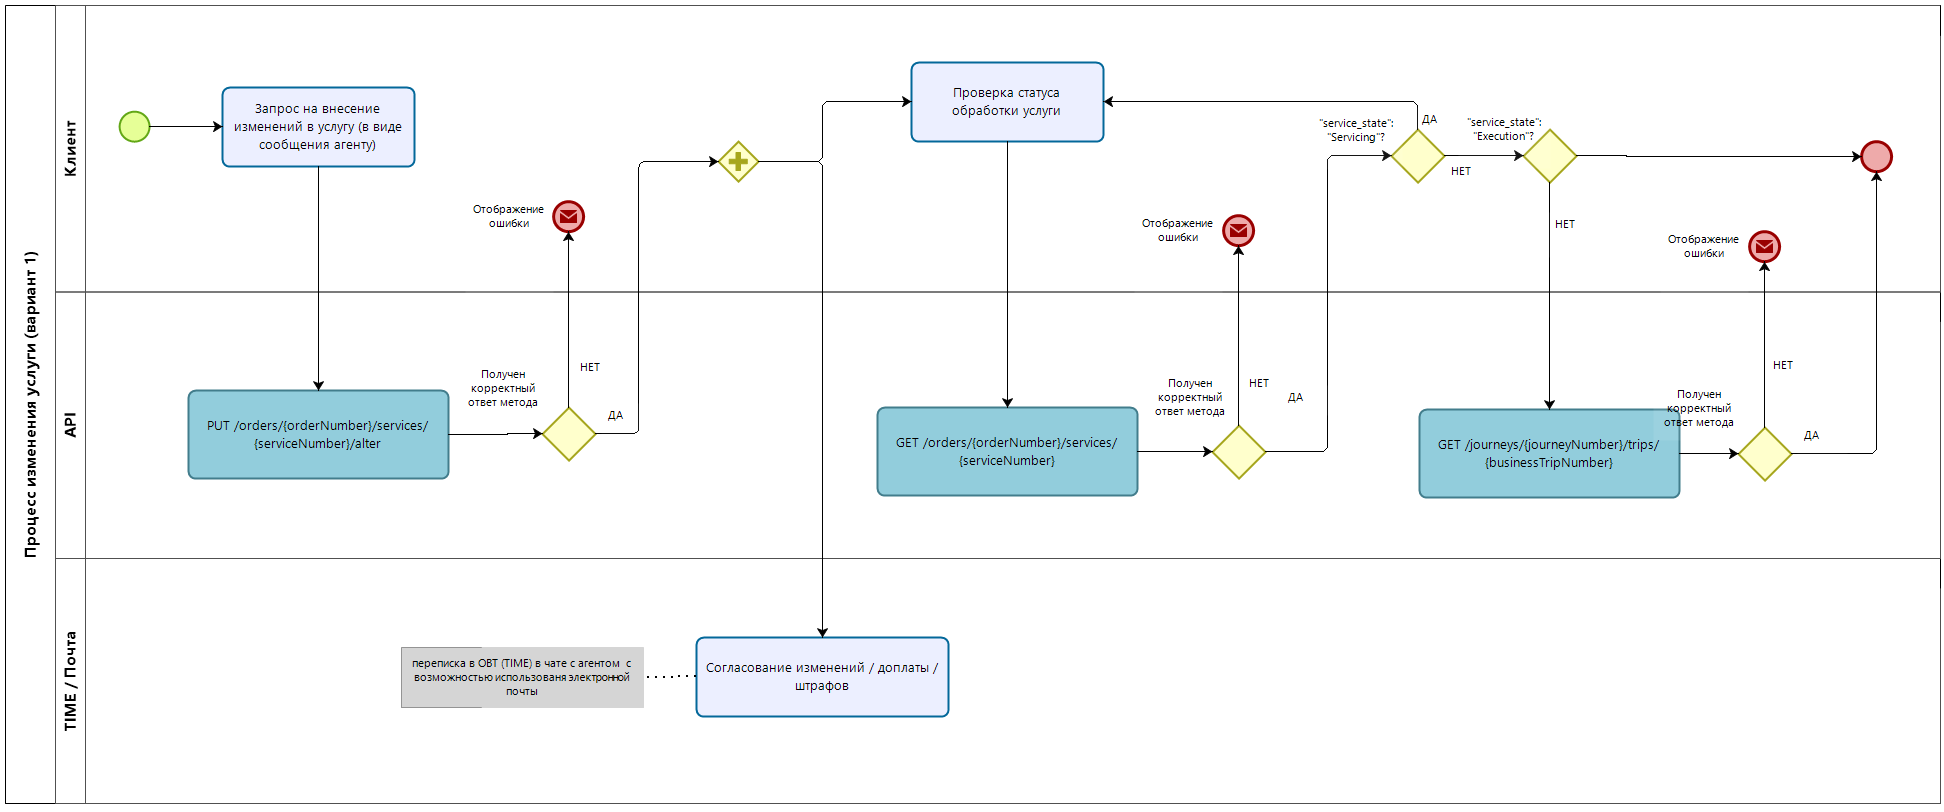 Процесс изменения услуги (вариант 1)
Клиент
Запрос на внесение
изменений в услугу (в виде
сообщения агенту)
Отображение
ошибки
Проверка статуса
обработки услуги
Отображение
ошибки
"service_state":
"Servicing"?
ДА
НЕТ
"service_state":
"Execution"?
НЕТ
Отображение
ошибки
API
PUT /orders/{orderNumber}/services/
{serviceNumber}/alter
Получен
корректный
ответ метода
НЕТ
ДА
GET /orders/{orderNumber}/services/
{serviceNumber}
Получен
корректный
ответ метода
НЕТ
ДА
GET /journeys/{journeyNumber}/trips/
{businessTripNumber}
Получен
корректный
ответ метода
НЕТ
ДА
TIME / Почта
переписка в OBT (TIME) в чате с агентом с
возможностью использованя электронной
почты
Согласование изменений / доплаты /
штрафов